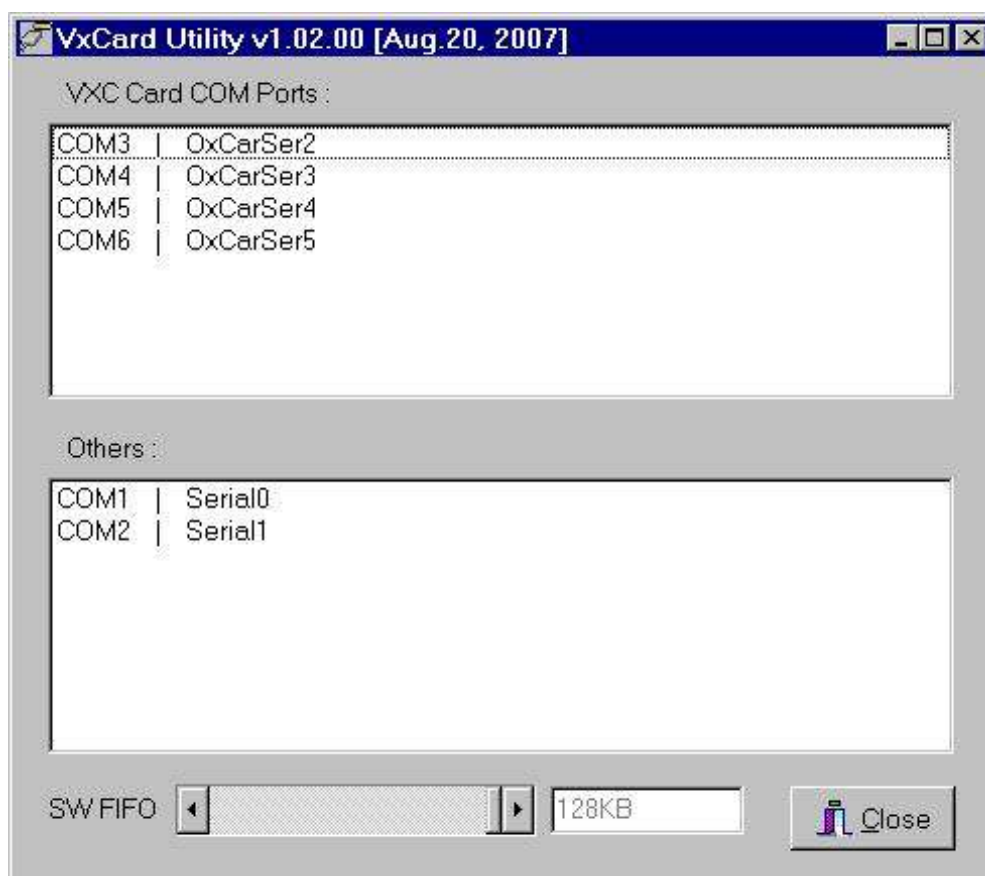 VxCard Utility v1.02.00 [Aug.20, 2007]
VXC Card COM Ports :
COM3 | OxCarSer2
COM4 | OxCarSer3
COM5 | OxCarSer4
COM6 | OxCarSer5
Others :
COM1 | Serial0
COM2 | Serial1
SW FIFO 128KB Close